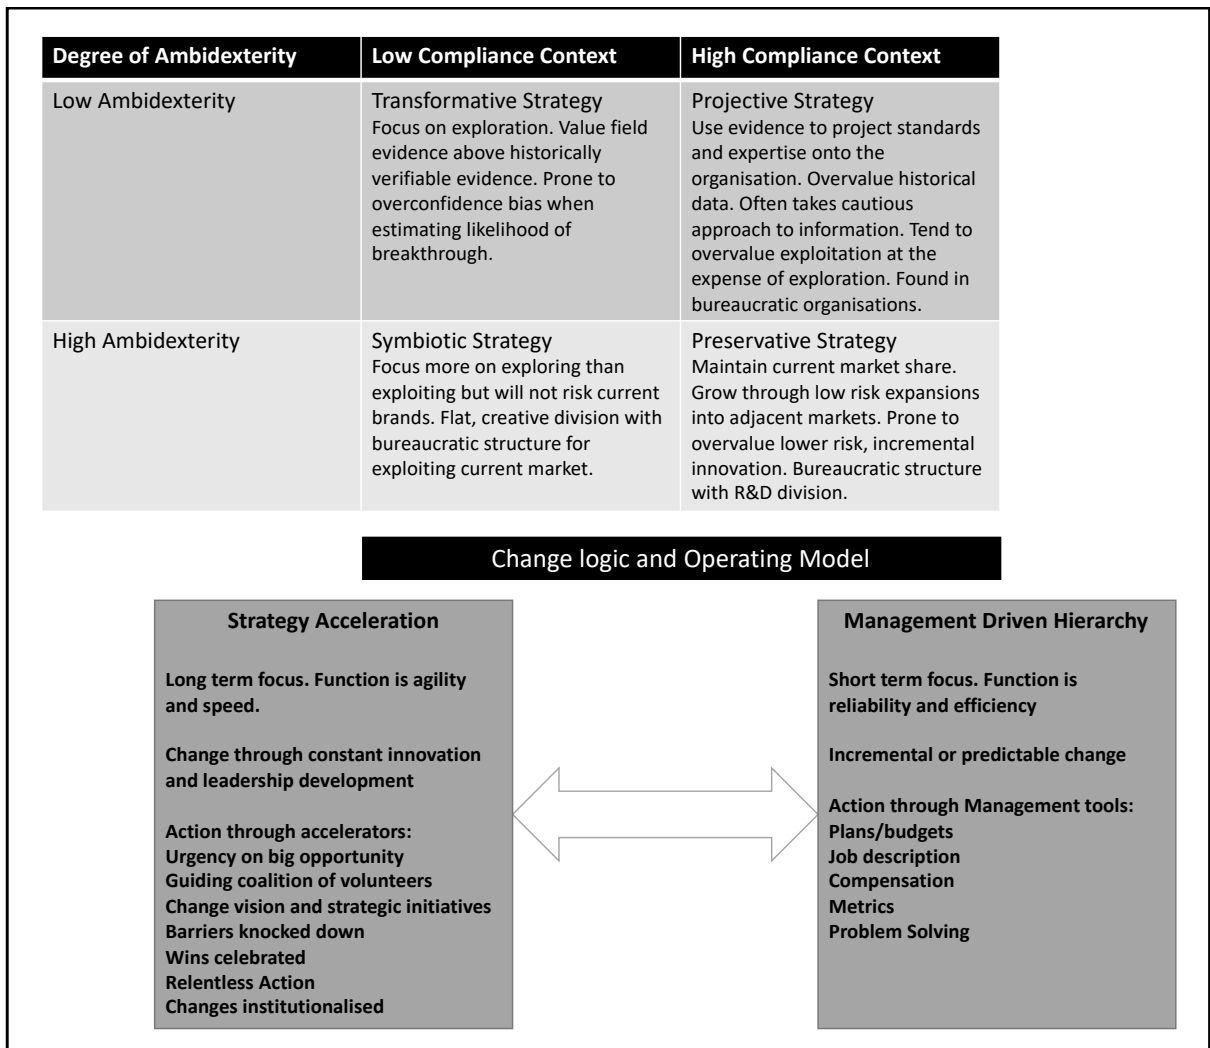 Degree of Ambidexterity
Low Compliance Context
High Compliance Context
Low Ambidexterity
Transformative Strategy
Focus on exploration. Value field
evidence above historically
verifiable evidence. Prone to
overconfidence bias when
estimating likelihood of
breakthrough.
Projective Strategy
Use evidence to project standards
and expertise onto the
organisation. Overvalue historical
data. Often takes cautious
approach to information. Tend to
overvalue exploitation at the
expense of exploration. Found in
bureaucratic organisations.
High Ambidexterity
Symbiotic Strategy
Focus more on exploring than
exploiting but will not risk current
brands. Flat, creative division with
bureaucratic structure for
exploiting current market.
Preservative Strategy
Maintain current market share.
Grow through low risk expansions
into adjacent markets. Prone to
overvalue lower risk, incremental
innovation. Bureaucratic structure
with R&D division.
Change logic and Operating Model
Strategy Acceleration
Long term focus. Function is agility
and speed.
Change through constant innovation
and leadership development
Action through accelerators:
Urgency on big opportunity
Guiding coalition of volunteers
Change vision and strategic initiatives
Barriers knocked down
Wins celebrated
Relentless Action
Changes institutionalised
Management Driven Hierarchy
Short term focus. Function is
reliability and efficiency
Incremental or predictable change
Action through Management tools:
Plans/budgets
Job description
Compensation
Metrics
Problem Solving